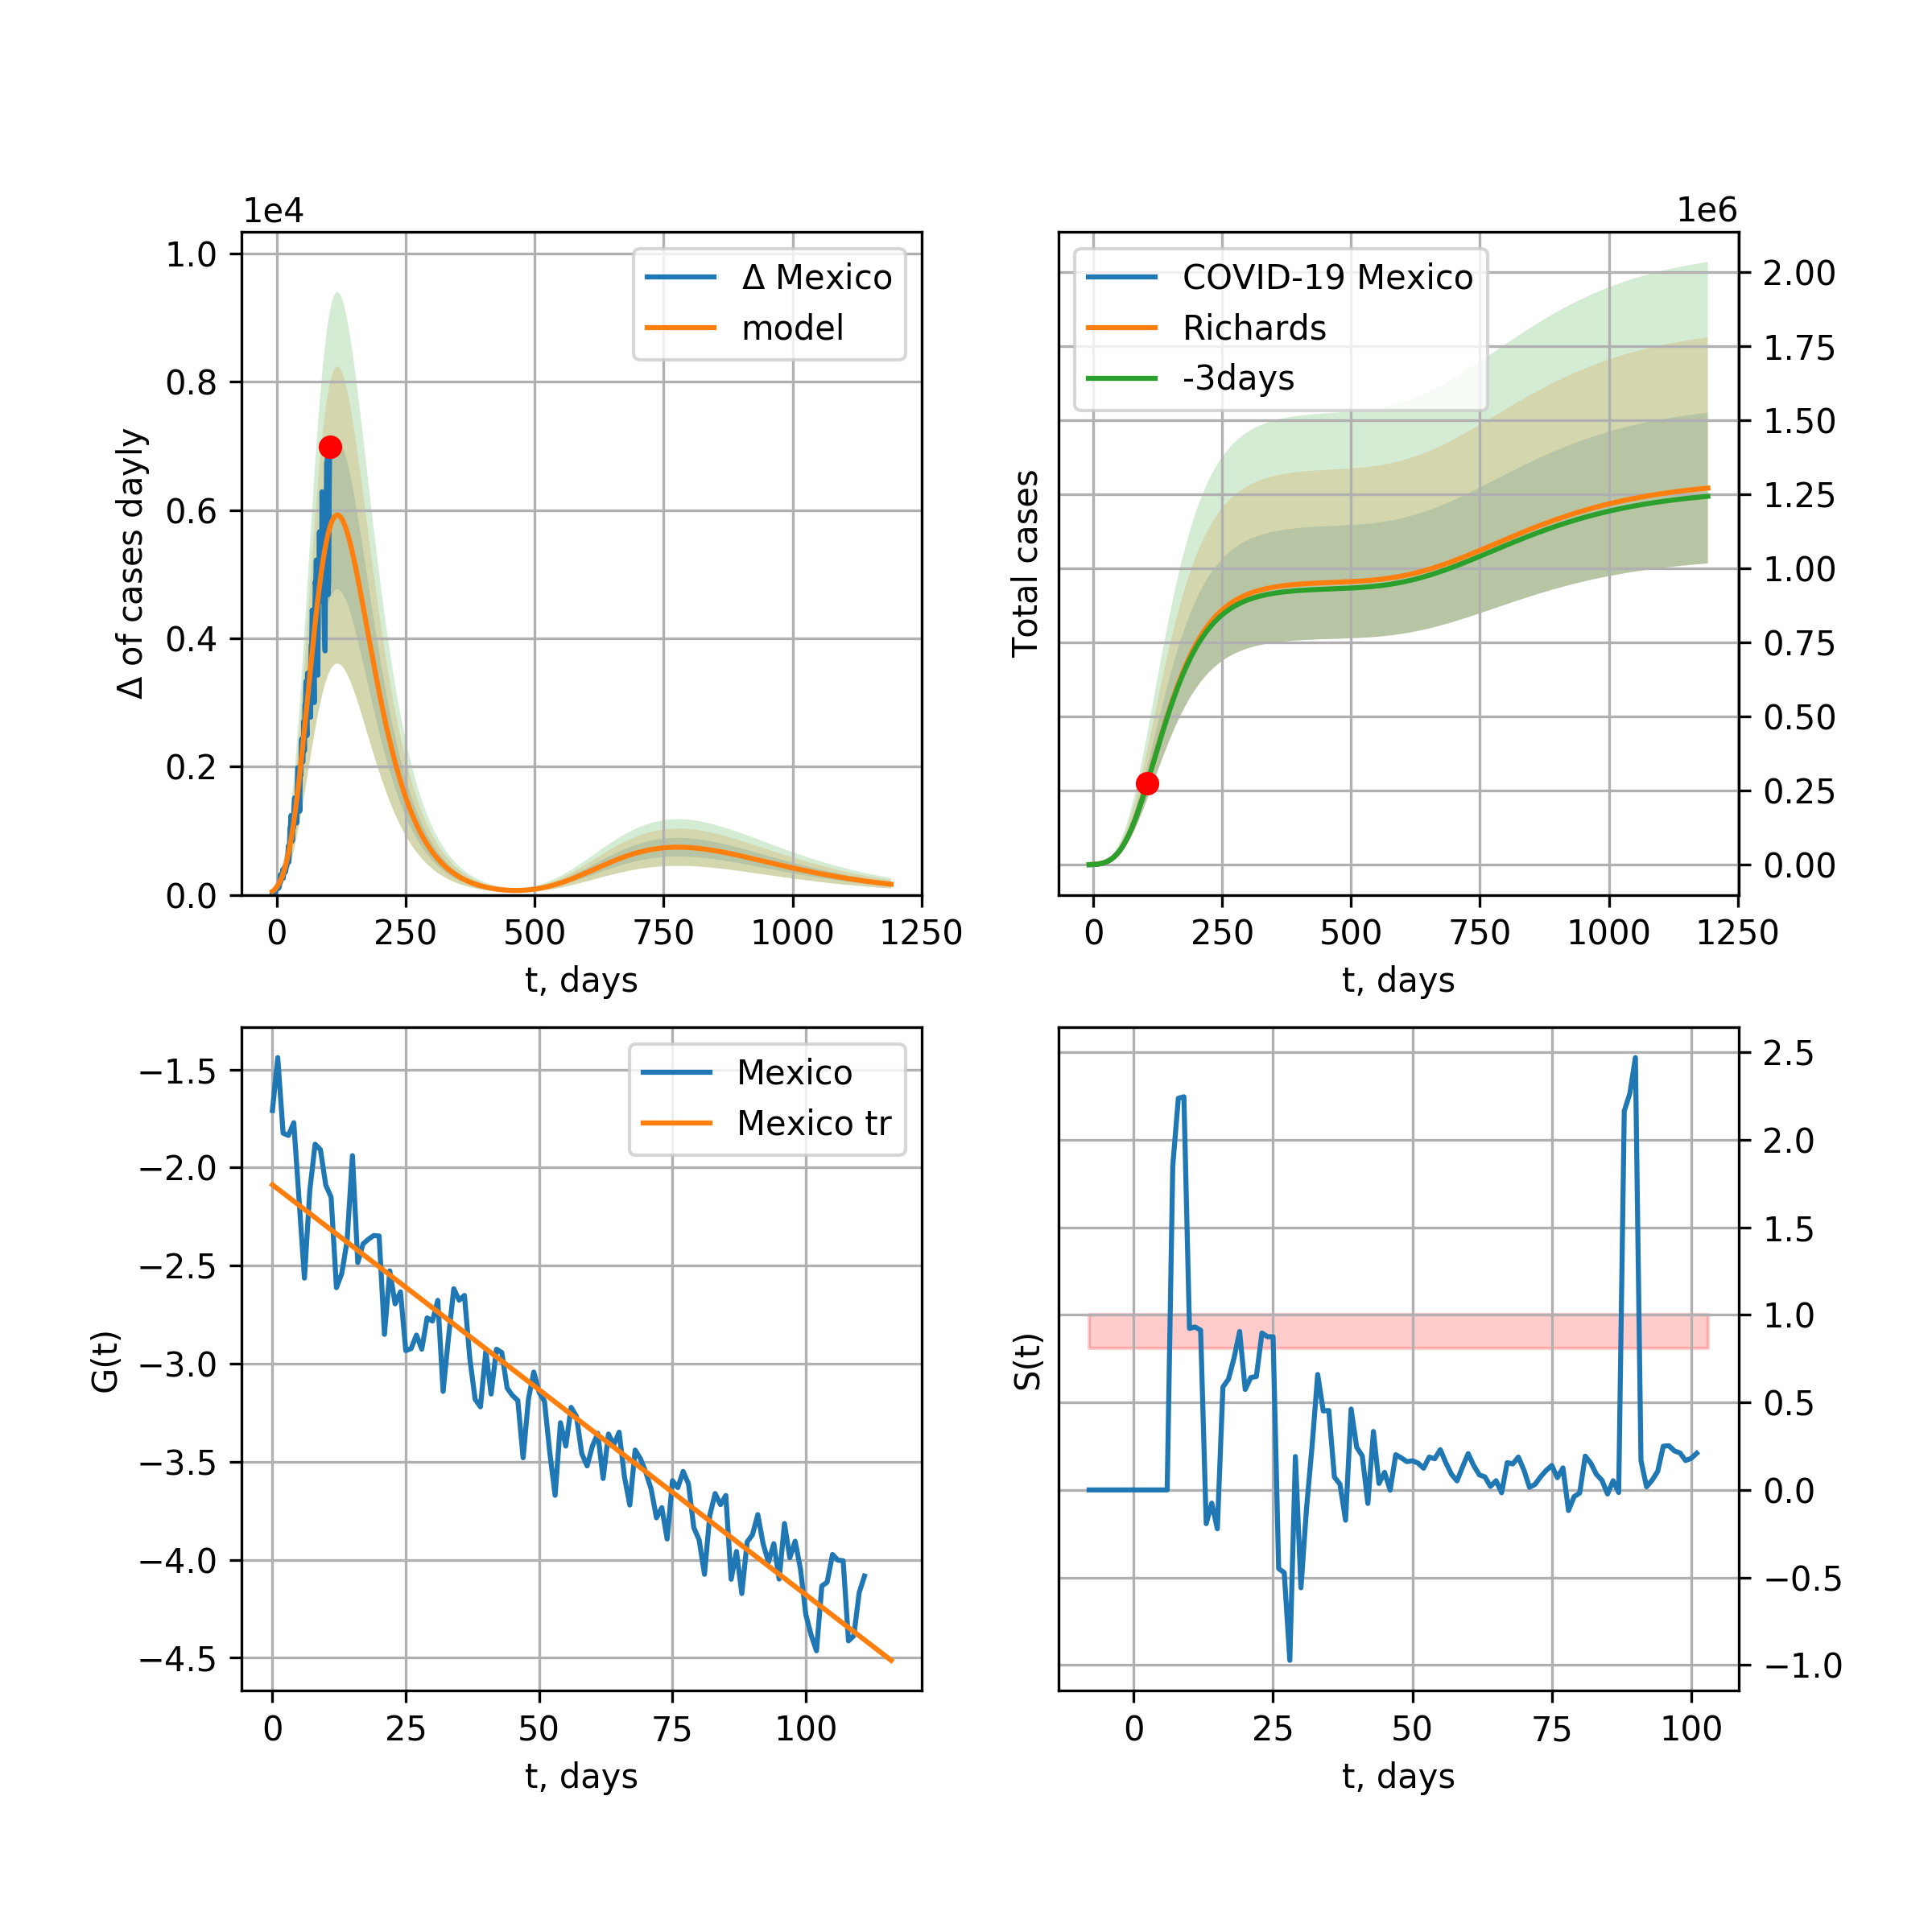 1e4
1.0
0.8
0.6
0.4
0.2
0.0
Δ of cases dayly
Δ Mexico
model
0 250 500 750 1000 1250
t, days
1e6
COVID-19 Mexico
Richards
-3days
Total cases
2.00
1.75
1.50
1.25
1.00
0.75
0.50
0.25
0.00
0 250 500 750 1000 1250
t, days
−1.5
−2.0
−2.5
−3.0
−3.5
−4.0
−4.5
G(t)
Mexico
Mexico tr
0 25 50 75 100
t, days
S(t)
2.5
2.0
1.5
1.0
0.5
0.0
−0.5
−1.0
0 25 50 75 100
t, days